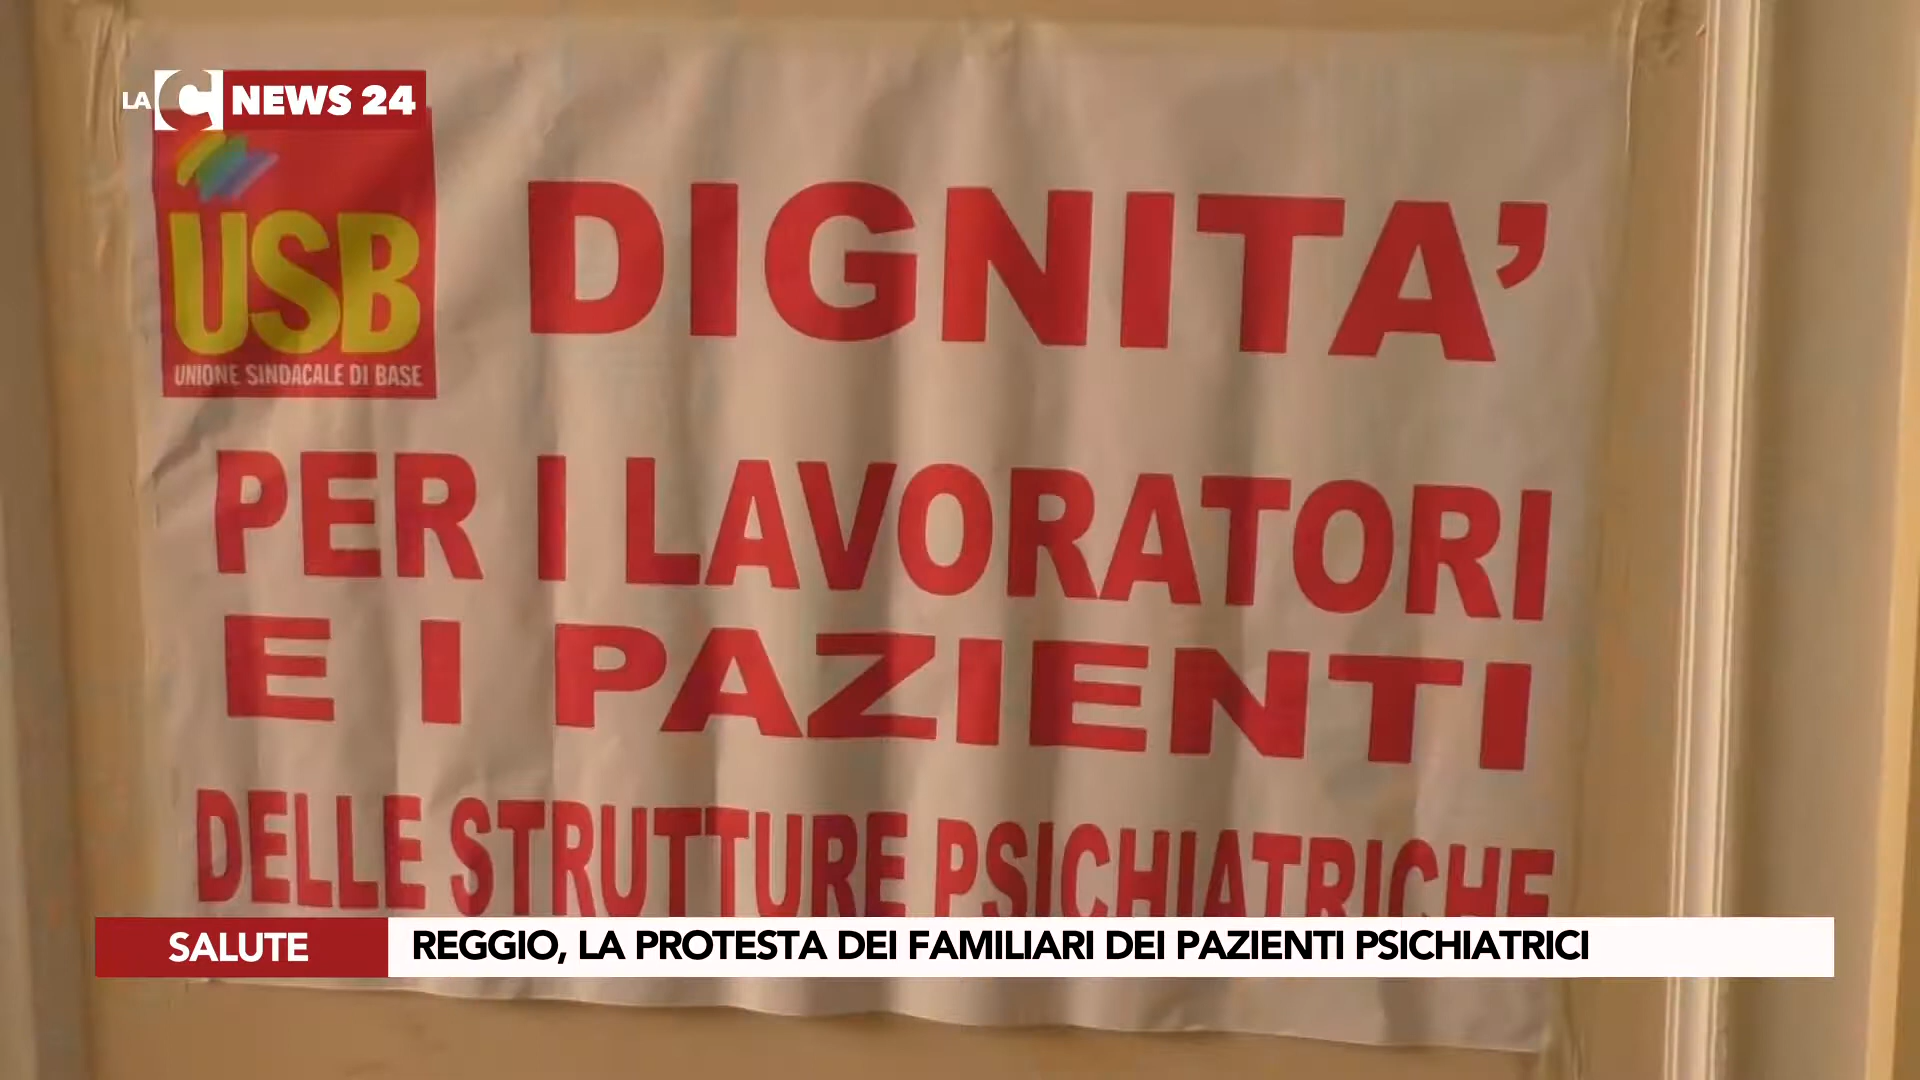 LA C NEWS 24
USB
UNIONE SINDACALE DI BASE
DIGNITA'
PER I LAVORATORI
E I PAZIENTI
DELLE STRUTTURE PSICHIATRICHE
SALUTE
REGGIO, LA PROTESTA DEI FAMILIARI DEI PAZIENTI PSICHIATRICI